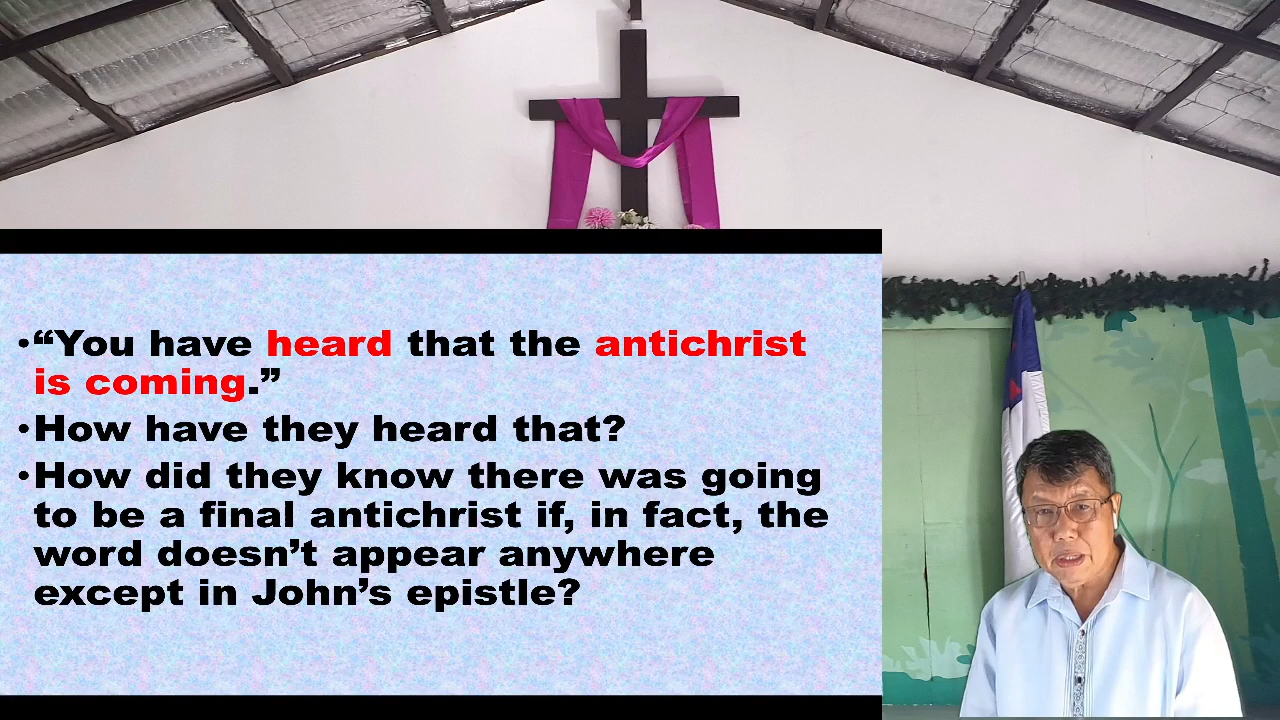 •“You have heard that the antichrist
is coming.”
•How have they heard that?
•How did they know there was going
to be a final antichrist if, in fact, the
word doesn’t appear anywhere
except in John’s epistle?